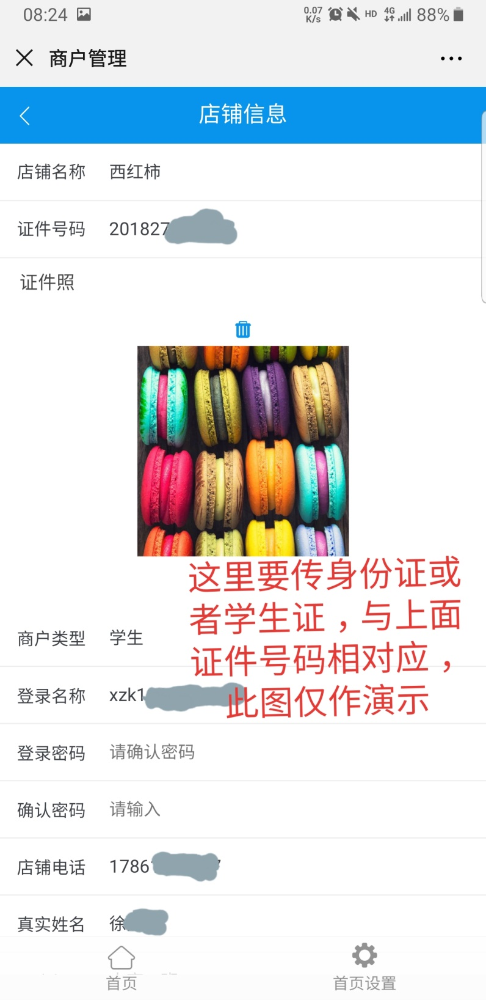 08:24
0.07 K/s HD 4G 88%
商户管理
店铺信息
店铺名称 西红柿
证件号码 201827
证件照
这里要传身份证或
者学生证，与上面
证件号码相对应，
此图仅作演示
商户类型 学生
登录名称 xzk1
登录密码 请确认密码
确认密码 请输入
店铺电话 1786
真实姓名 徐
首页
首页设置